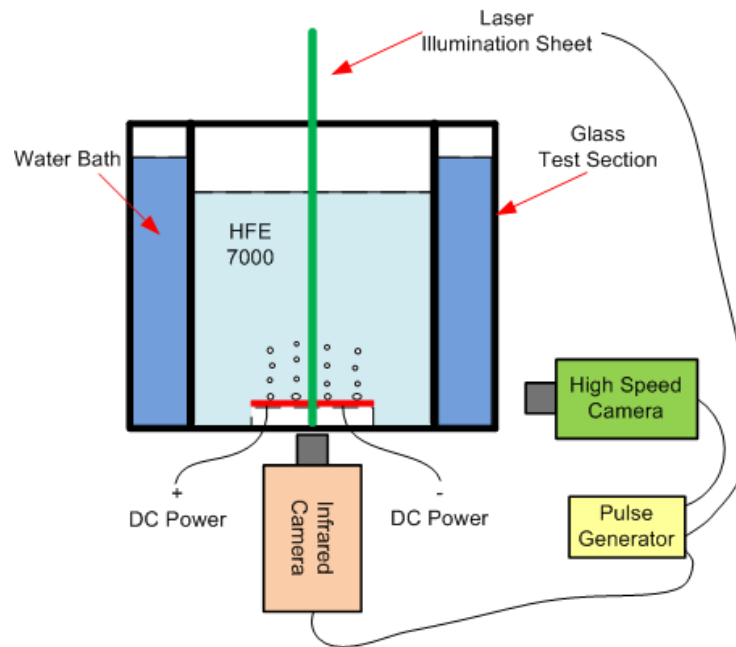 Laser
Illumination Sheet
Water Bath
Glass
Test Section
HFE
7000
High Speed
Camera
+
DC Power
-
DC Power
Infrared
Camera
Pulse
Generator